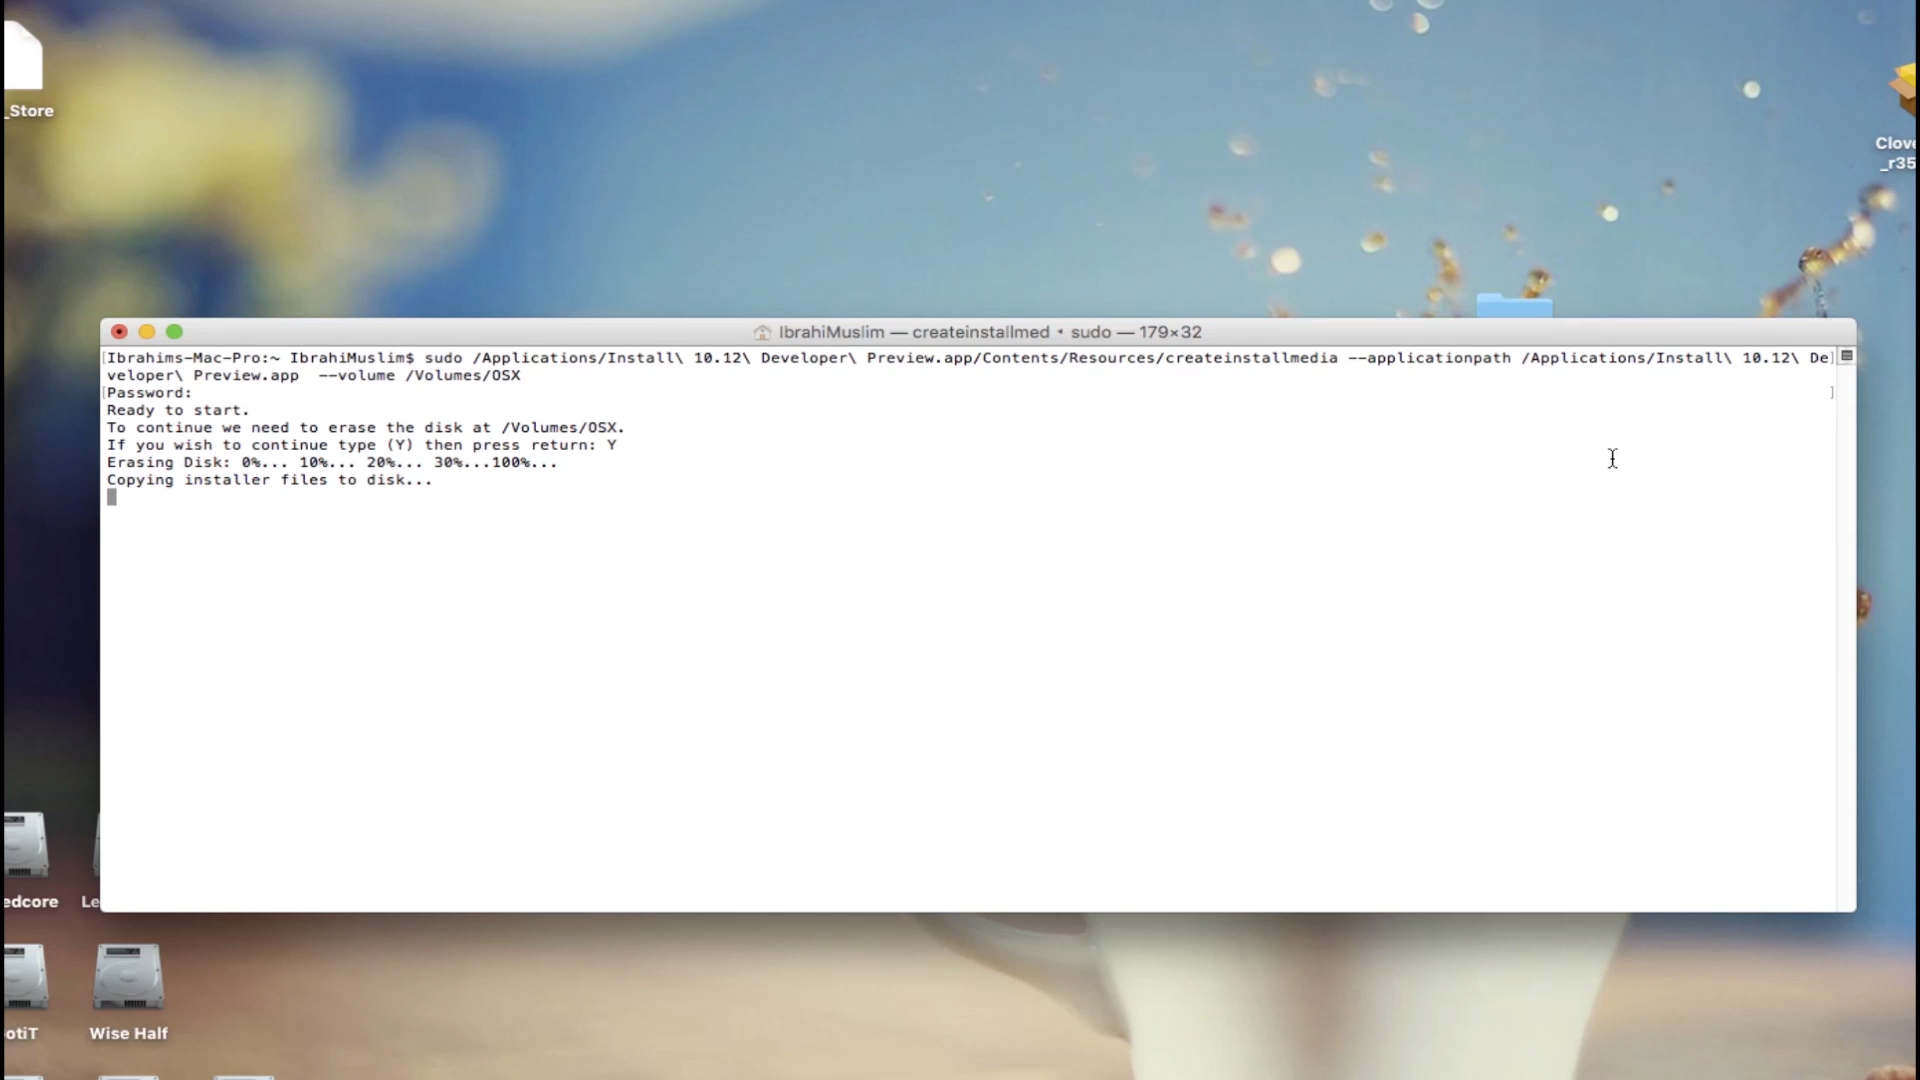 _Store
Clove
_r35
IbrahiMuslim — createinstallmed • sudo — 179×32
[Ibrahims-Mac-Pro:~ IbrahiMuslim$ sudo /Applications/Install\ 10.12\ Developer\ Preview.app/Contents/Resources/createinstallmedia --applicationpath /Applications/Install\ 10.12\ De]
veloper\ Preview.app  --volume /Volumes/OSX
[Password: ]
Ready to start.
To continue we need to erase the disk at /Volumes/OSX.
If you wish to continue type (Y) then press return: Y
Erasing Disk: 0%... 10%... 20%... 30%...100%...
Copying installer files to disk...
edcore
Le
otiT
Wise Half